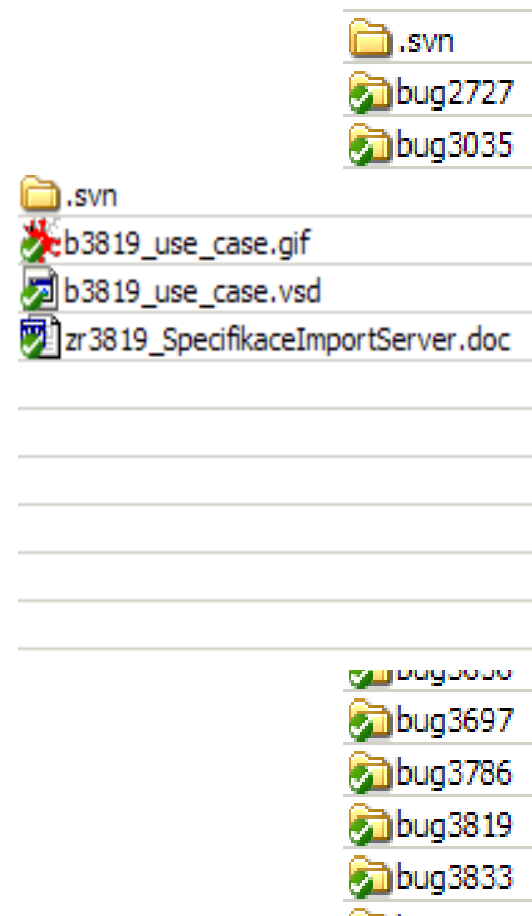 .svn
bug2727
bug3035
.svn
b3819_use_case.gif
b3819_use_case.vsd
zr3819_SpecifikaceImportServer.doc
bug3697
bug3786
bug3819
bug3833